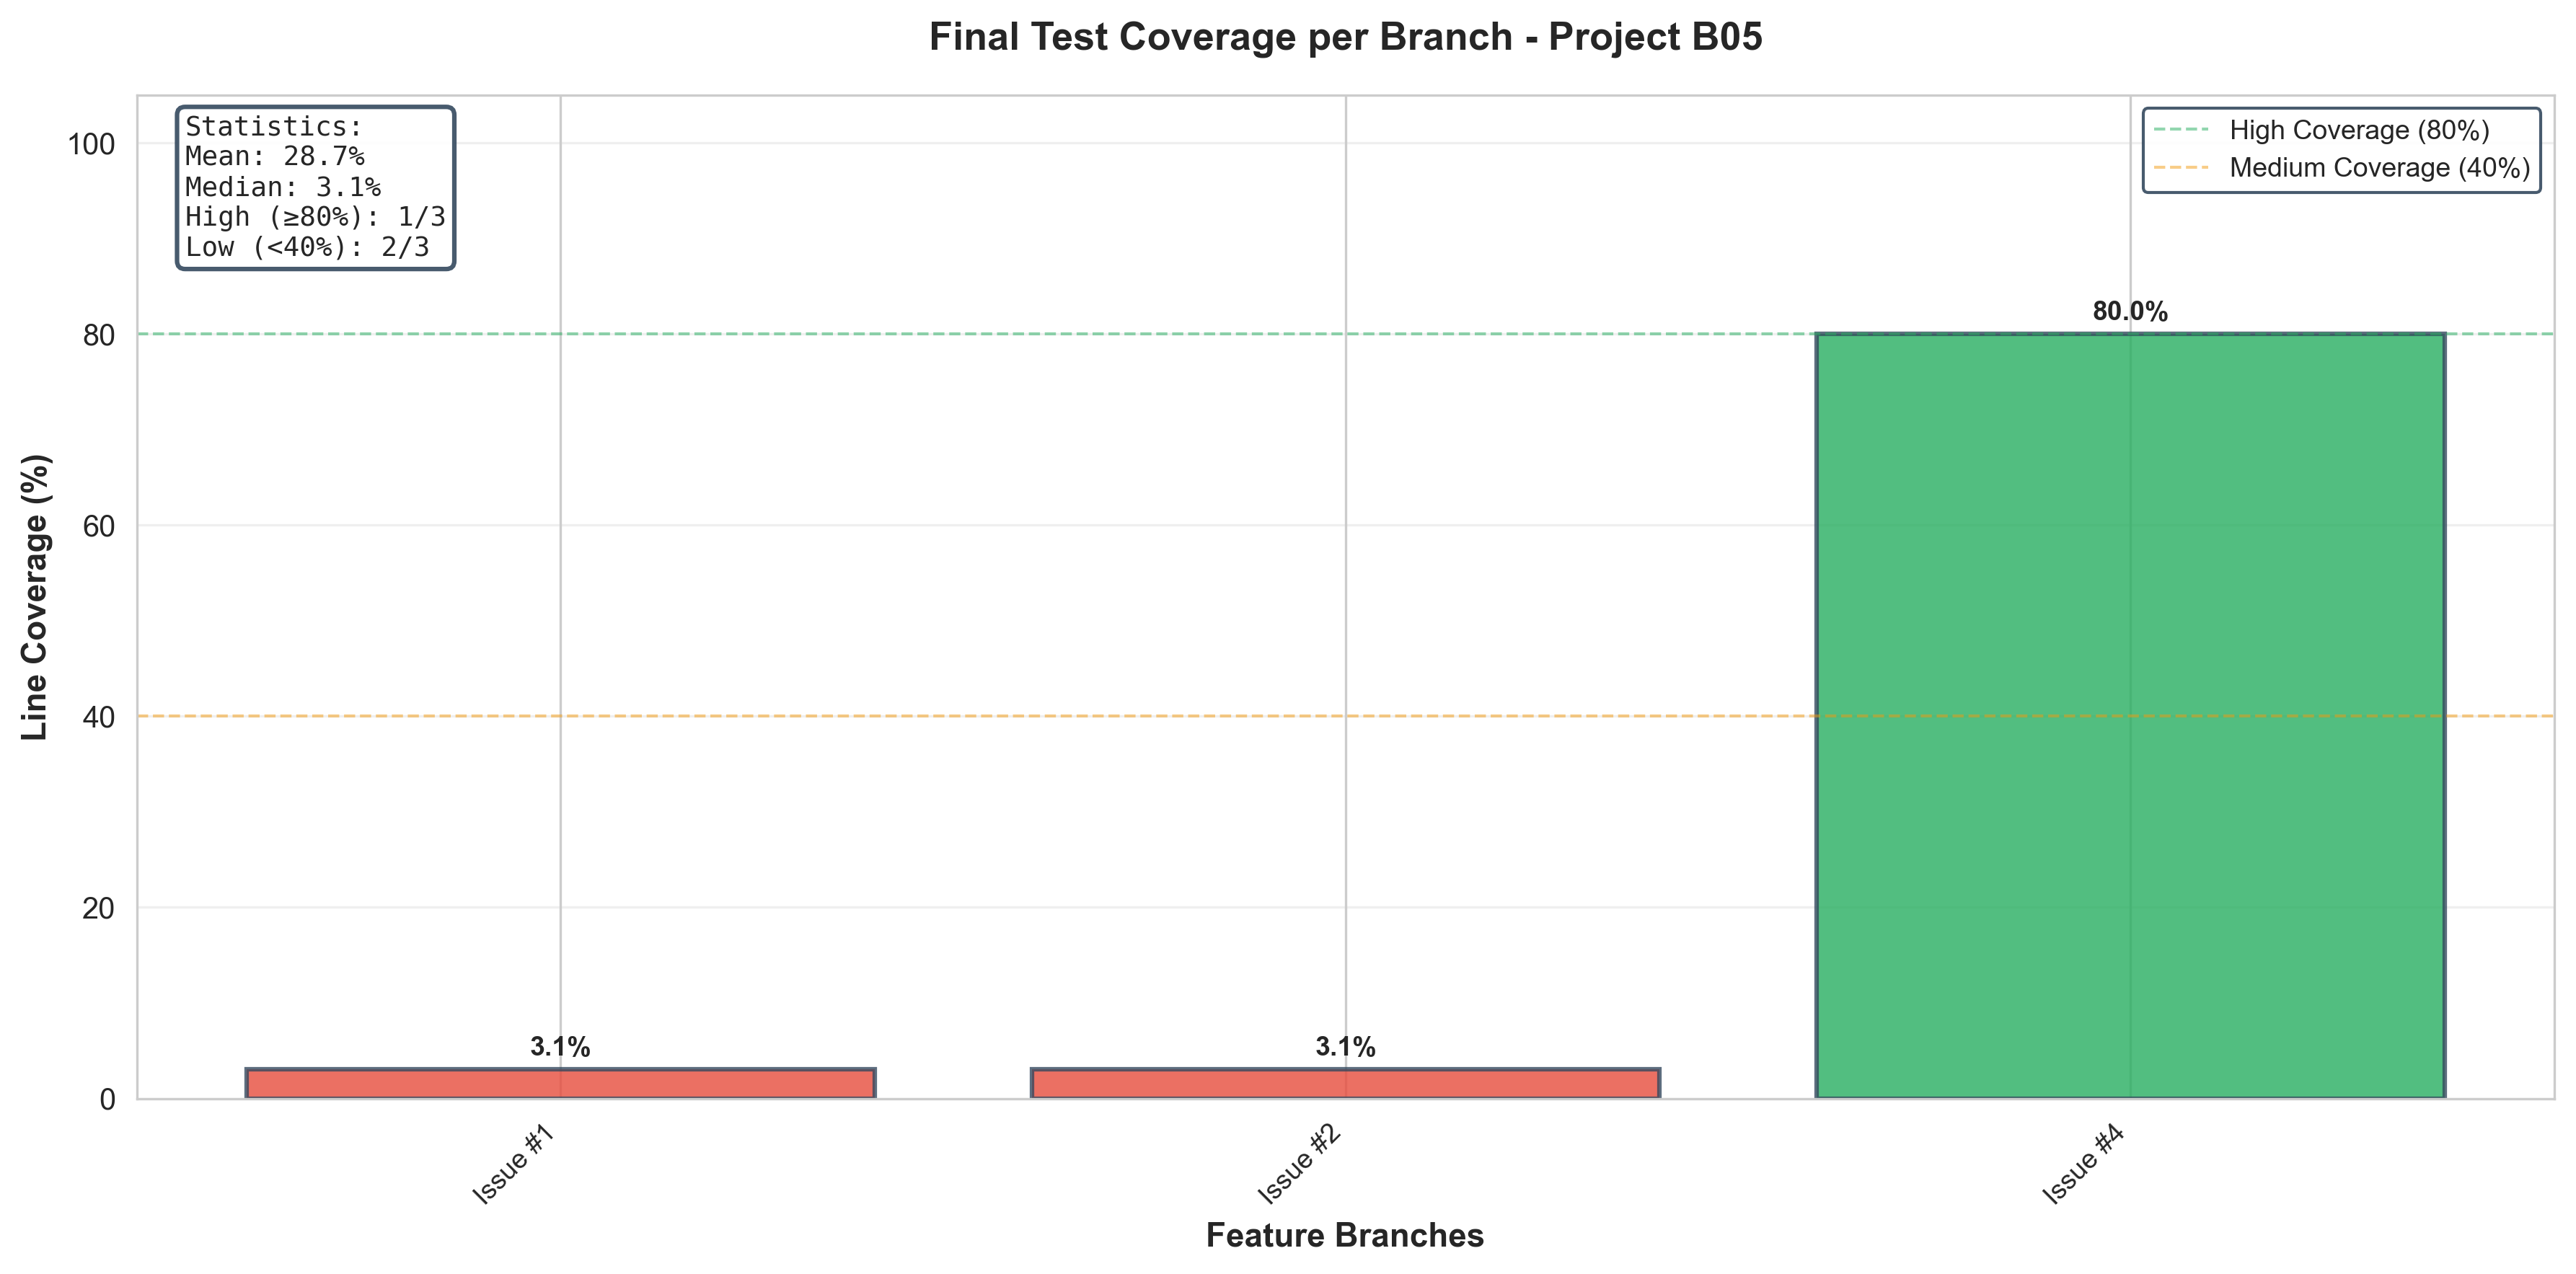 Final Test Coverage per Branch - Project B05
Statistics:
Mean: 28.7%
Median: 3.1%
High (≥80%): 1/3
Low (<40%): 2/3
High Coverage (80%)
Medium Coverage (40%)
Line Coverage (%)
100
80
60
40
20
0
3.1%
3.1%
80.0%
Issue #1
Issue #2
Issue #4
Feature Branches